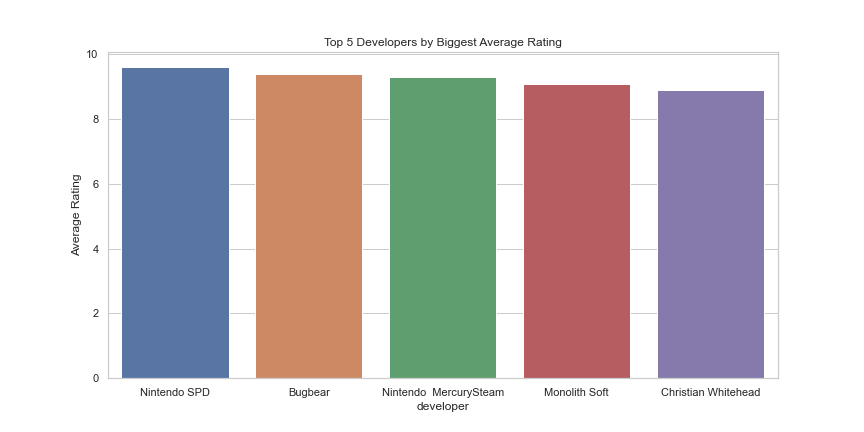 Top 5 Developers by Biggest Average Rating
10
8
6
4
2
0
Average Rating
Nintendo SPD Bugbear Nintendo  MercurySteam Monolith Soft Christian Whitehead
developer